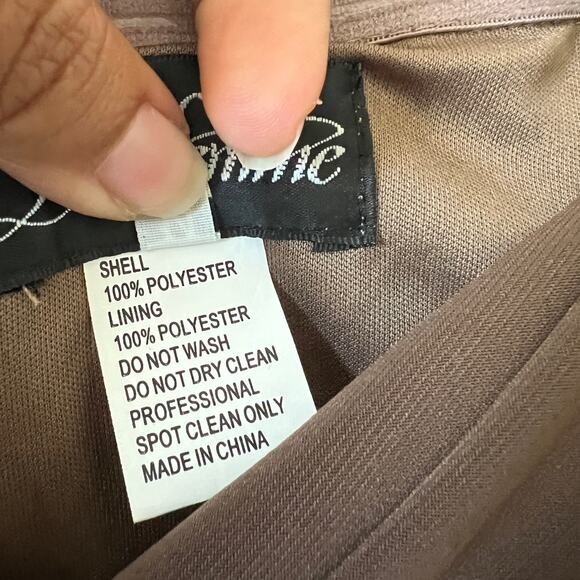 SHELL
100% POLYESTER
LINING
100% POLYESTER
DO NOT WASH
DO NOT DRY CLEAN
PROFESSIONAL
SPOT CLEAN ONLY
MADE IN CHINA